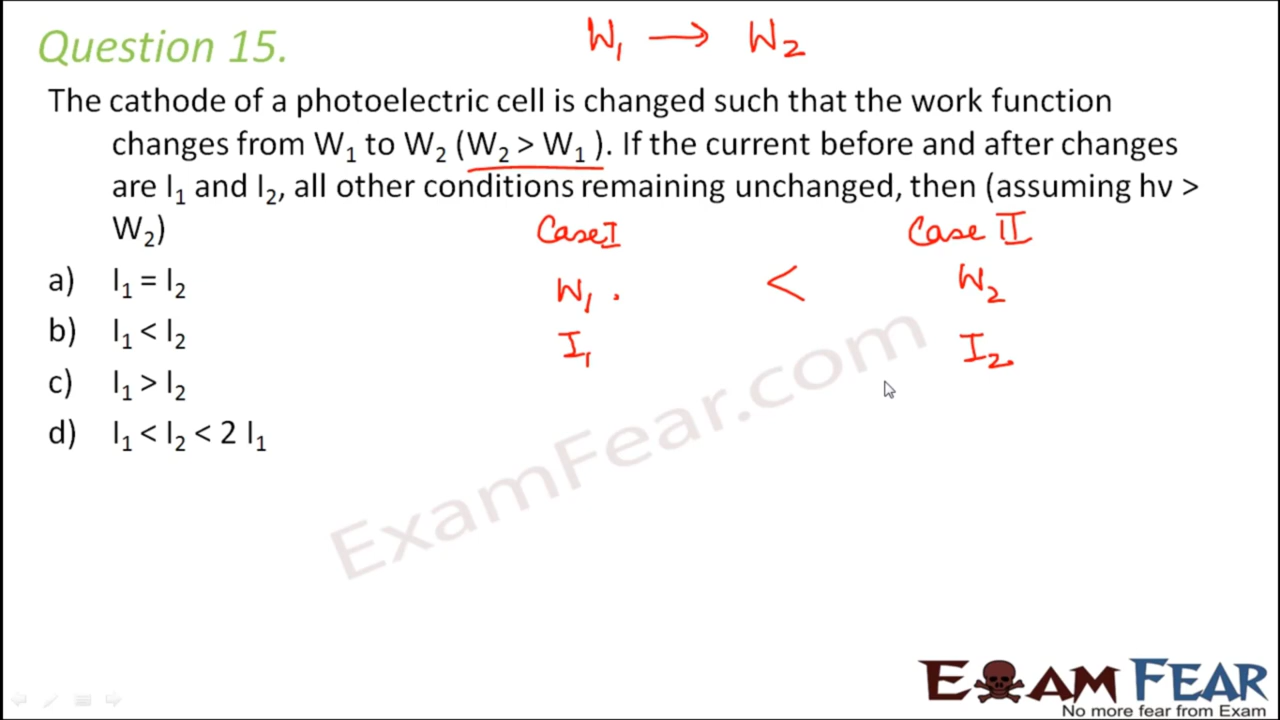 W₁ → W₂
Question 15.
The cathode of a photoelectric cell is changed such that the work function
changes from W₁ to W₂ (W₂ > W₁ ). If the current before and after changes
are I₁ and I₂, all other conditions remaining unchanged, then (assuming hv >
W₂)
Case I Case II
a) I₁ = I₂
W₁ . < W₂
b) I₁ < I₂
I₁ I₂.
c) I₁ > I₂
d) I₁ < I₂ < 2 I₁
ExamFear.com
EXAM FEAR
No more fear from Exam